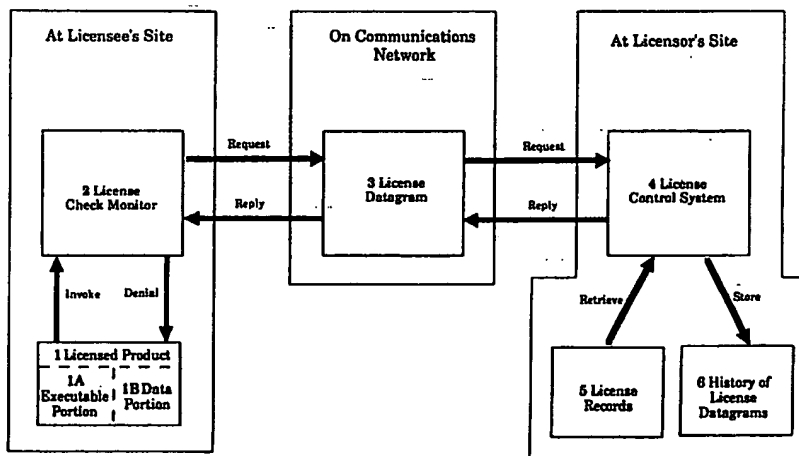 At Licensee's Site
On Communications
Network
At Licensor's Site
Request
Request
2 License
Check Monitor
3 License
Datagram
4 License
Control System
Reply
Reply
Invoke
Denial
Retrieve
Store
1 Licensed Product
1A
Executable
Portion
1B Data
Portion
5 License
Records
6 History of
License
Datagrams